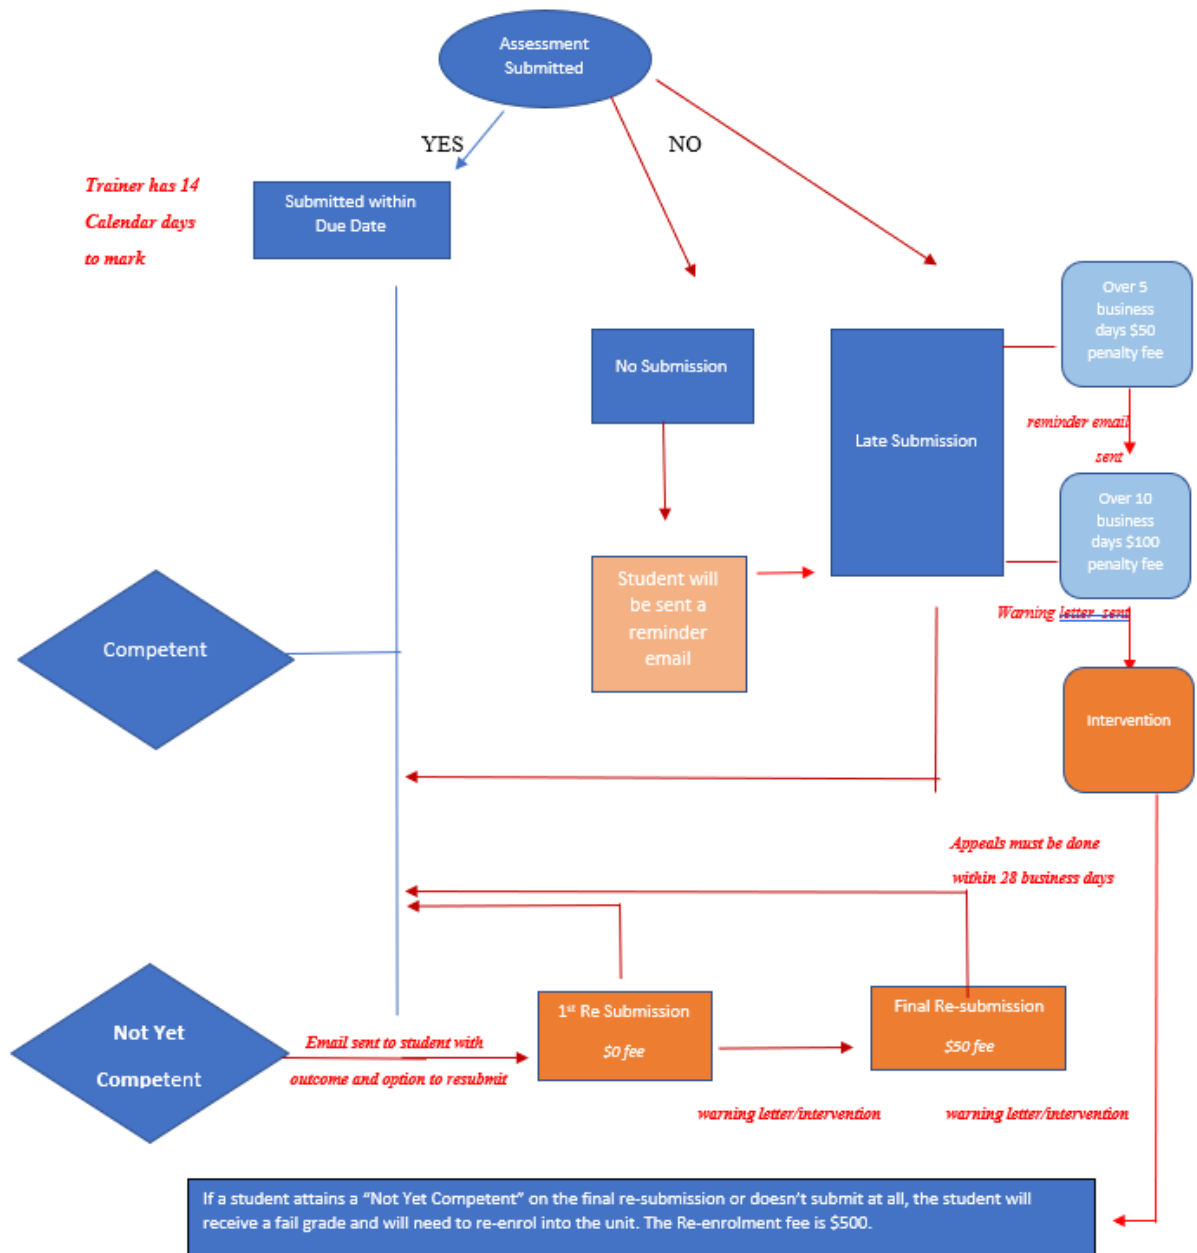 Assessment
Submitted
YES
NO
Trainer has 14
Calendar days
to mark
Submitted within
Due Date
Over 5
business
days $50
penalty fee
No Submission
Late Submission
reminder email
sent
Over 10
business
days $100
penalty fee
Student will
be sent a
reminder
email
Warning letter sent
Competent
Intervention
Appeals must be done
within 28 business days
1st Re Submission
$0 fee
Final Re-submission
$50 fee
Not Yet
Competent
Email sent to student with
outcome and option to resubmit
warning letter/intervention
warning letter/intervention
If a student attains a “Not Yet Competent” on the final re-submission or doesn’t submit at all, the student will
receive a fail grade and will need to re-enrol into the unit. The Re-enrolment fee is $500.